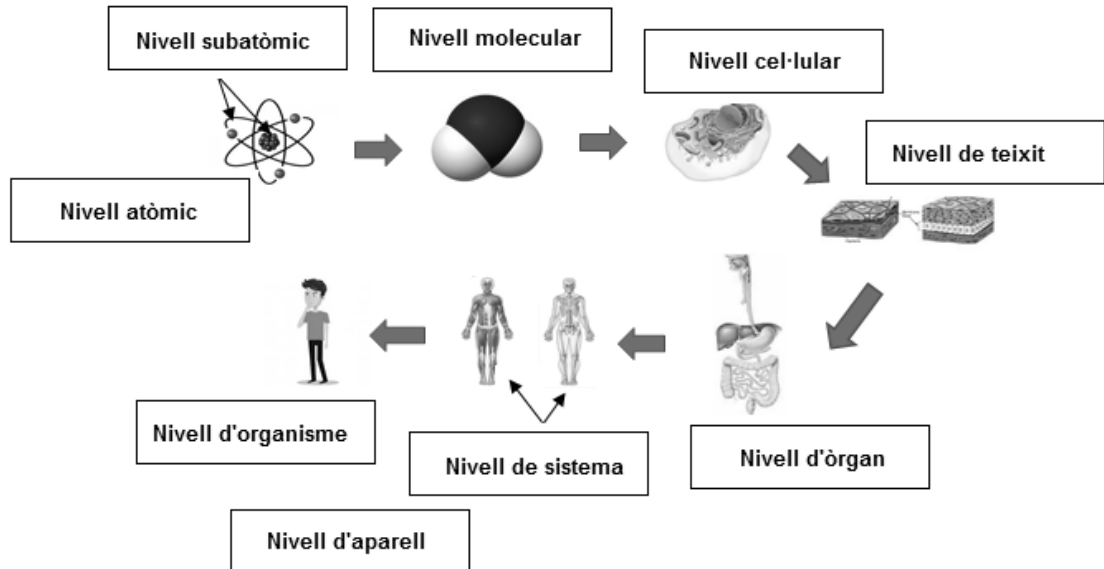 Nivell subatòmic
Nivell molecular
Nivell cel·lular
Nivell de teixit
Nivell atòmic
Nivell d'organisme
Nivell de sistema
Nivell d'òrgan
Nivell d'aparell